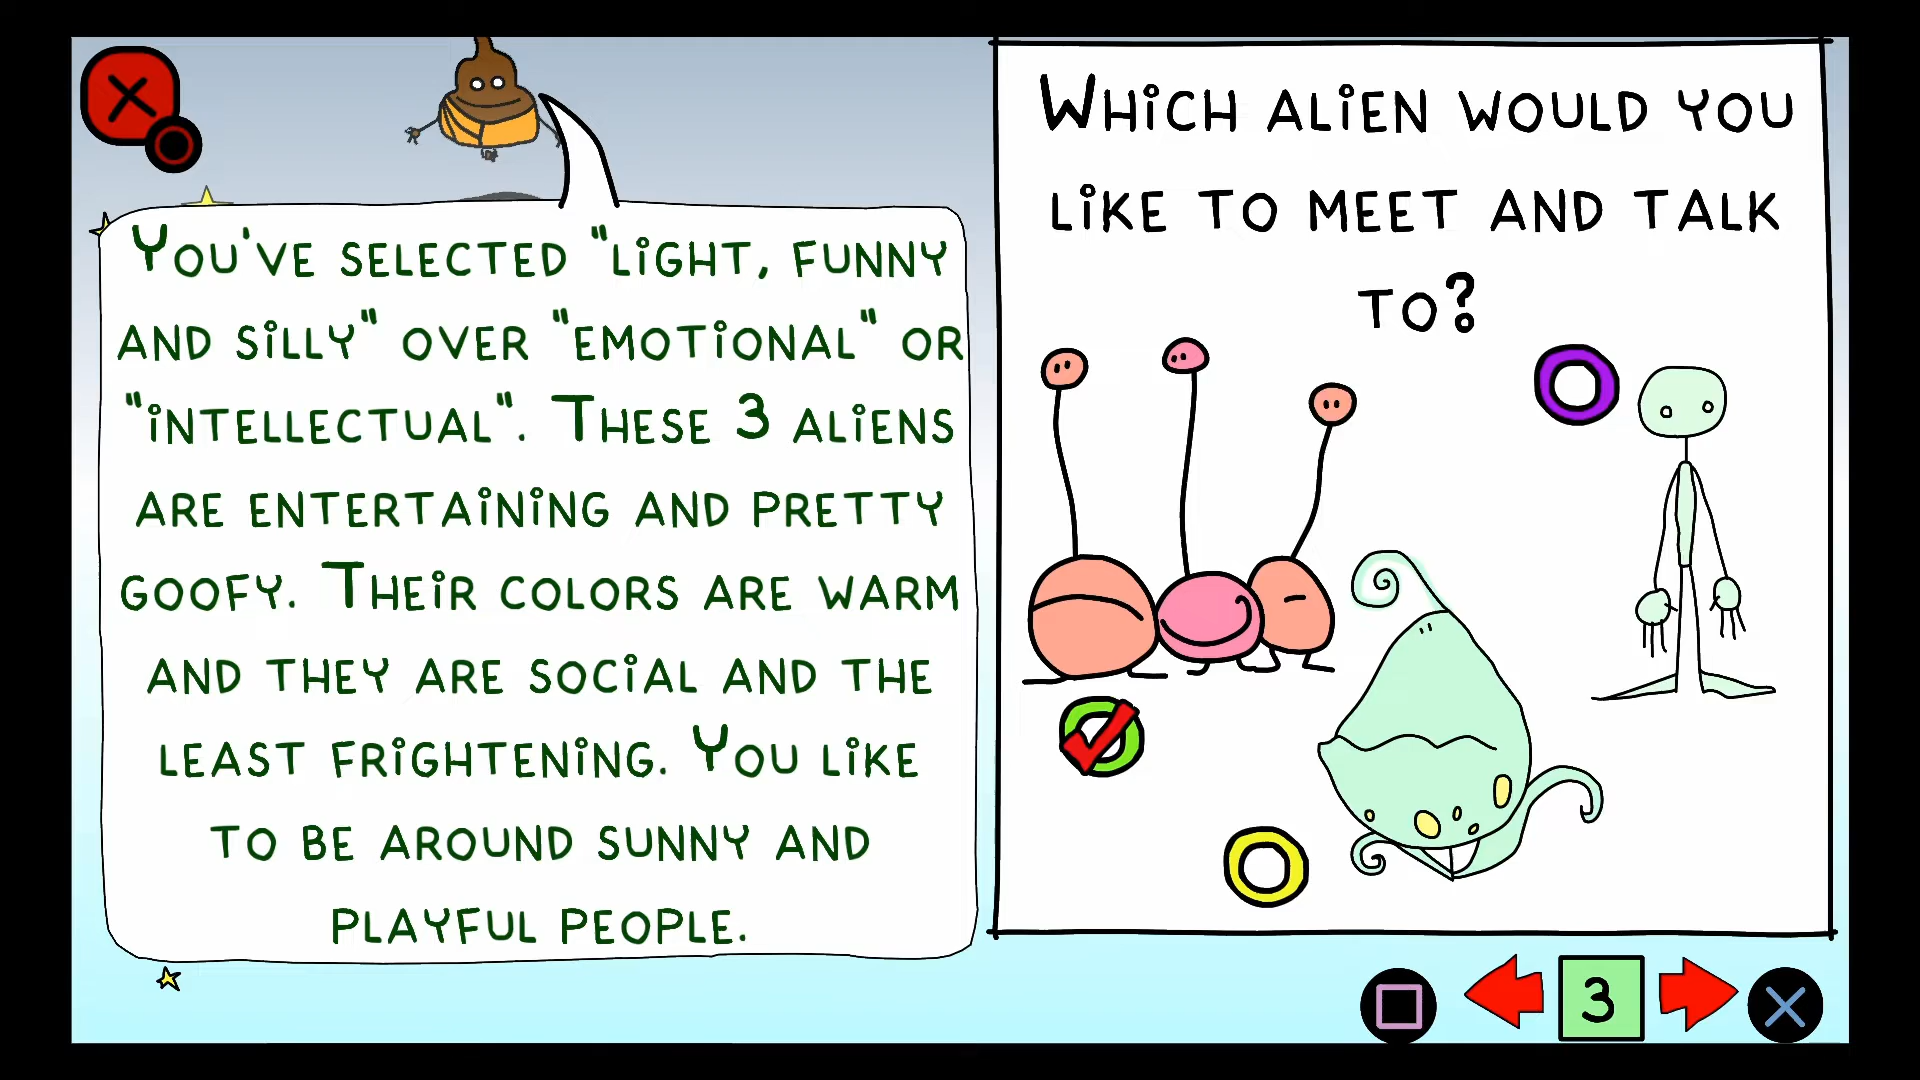 You've selected "light, funny
and silly" over "emotional" or
"intellectual". These 3 aliens
are entertaining and pretty
goofy. Their colors are warm
and they are social and the
least frightening. You like
to be around sunny and
playful people.
Which alien would you
like to meet and talk
to?
3